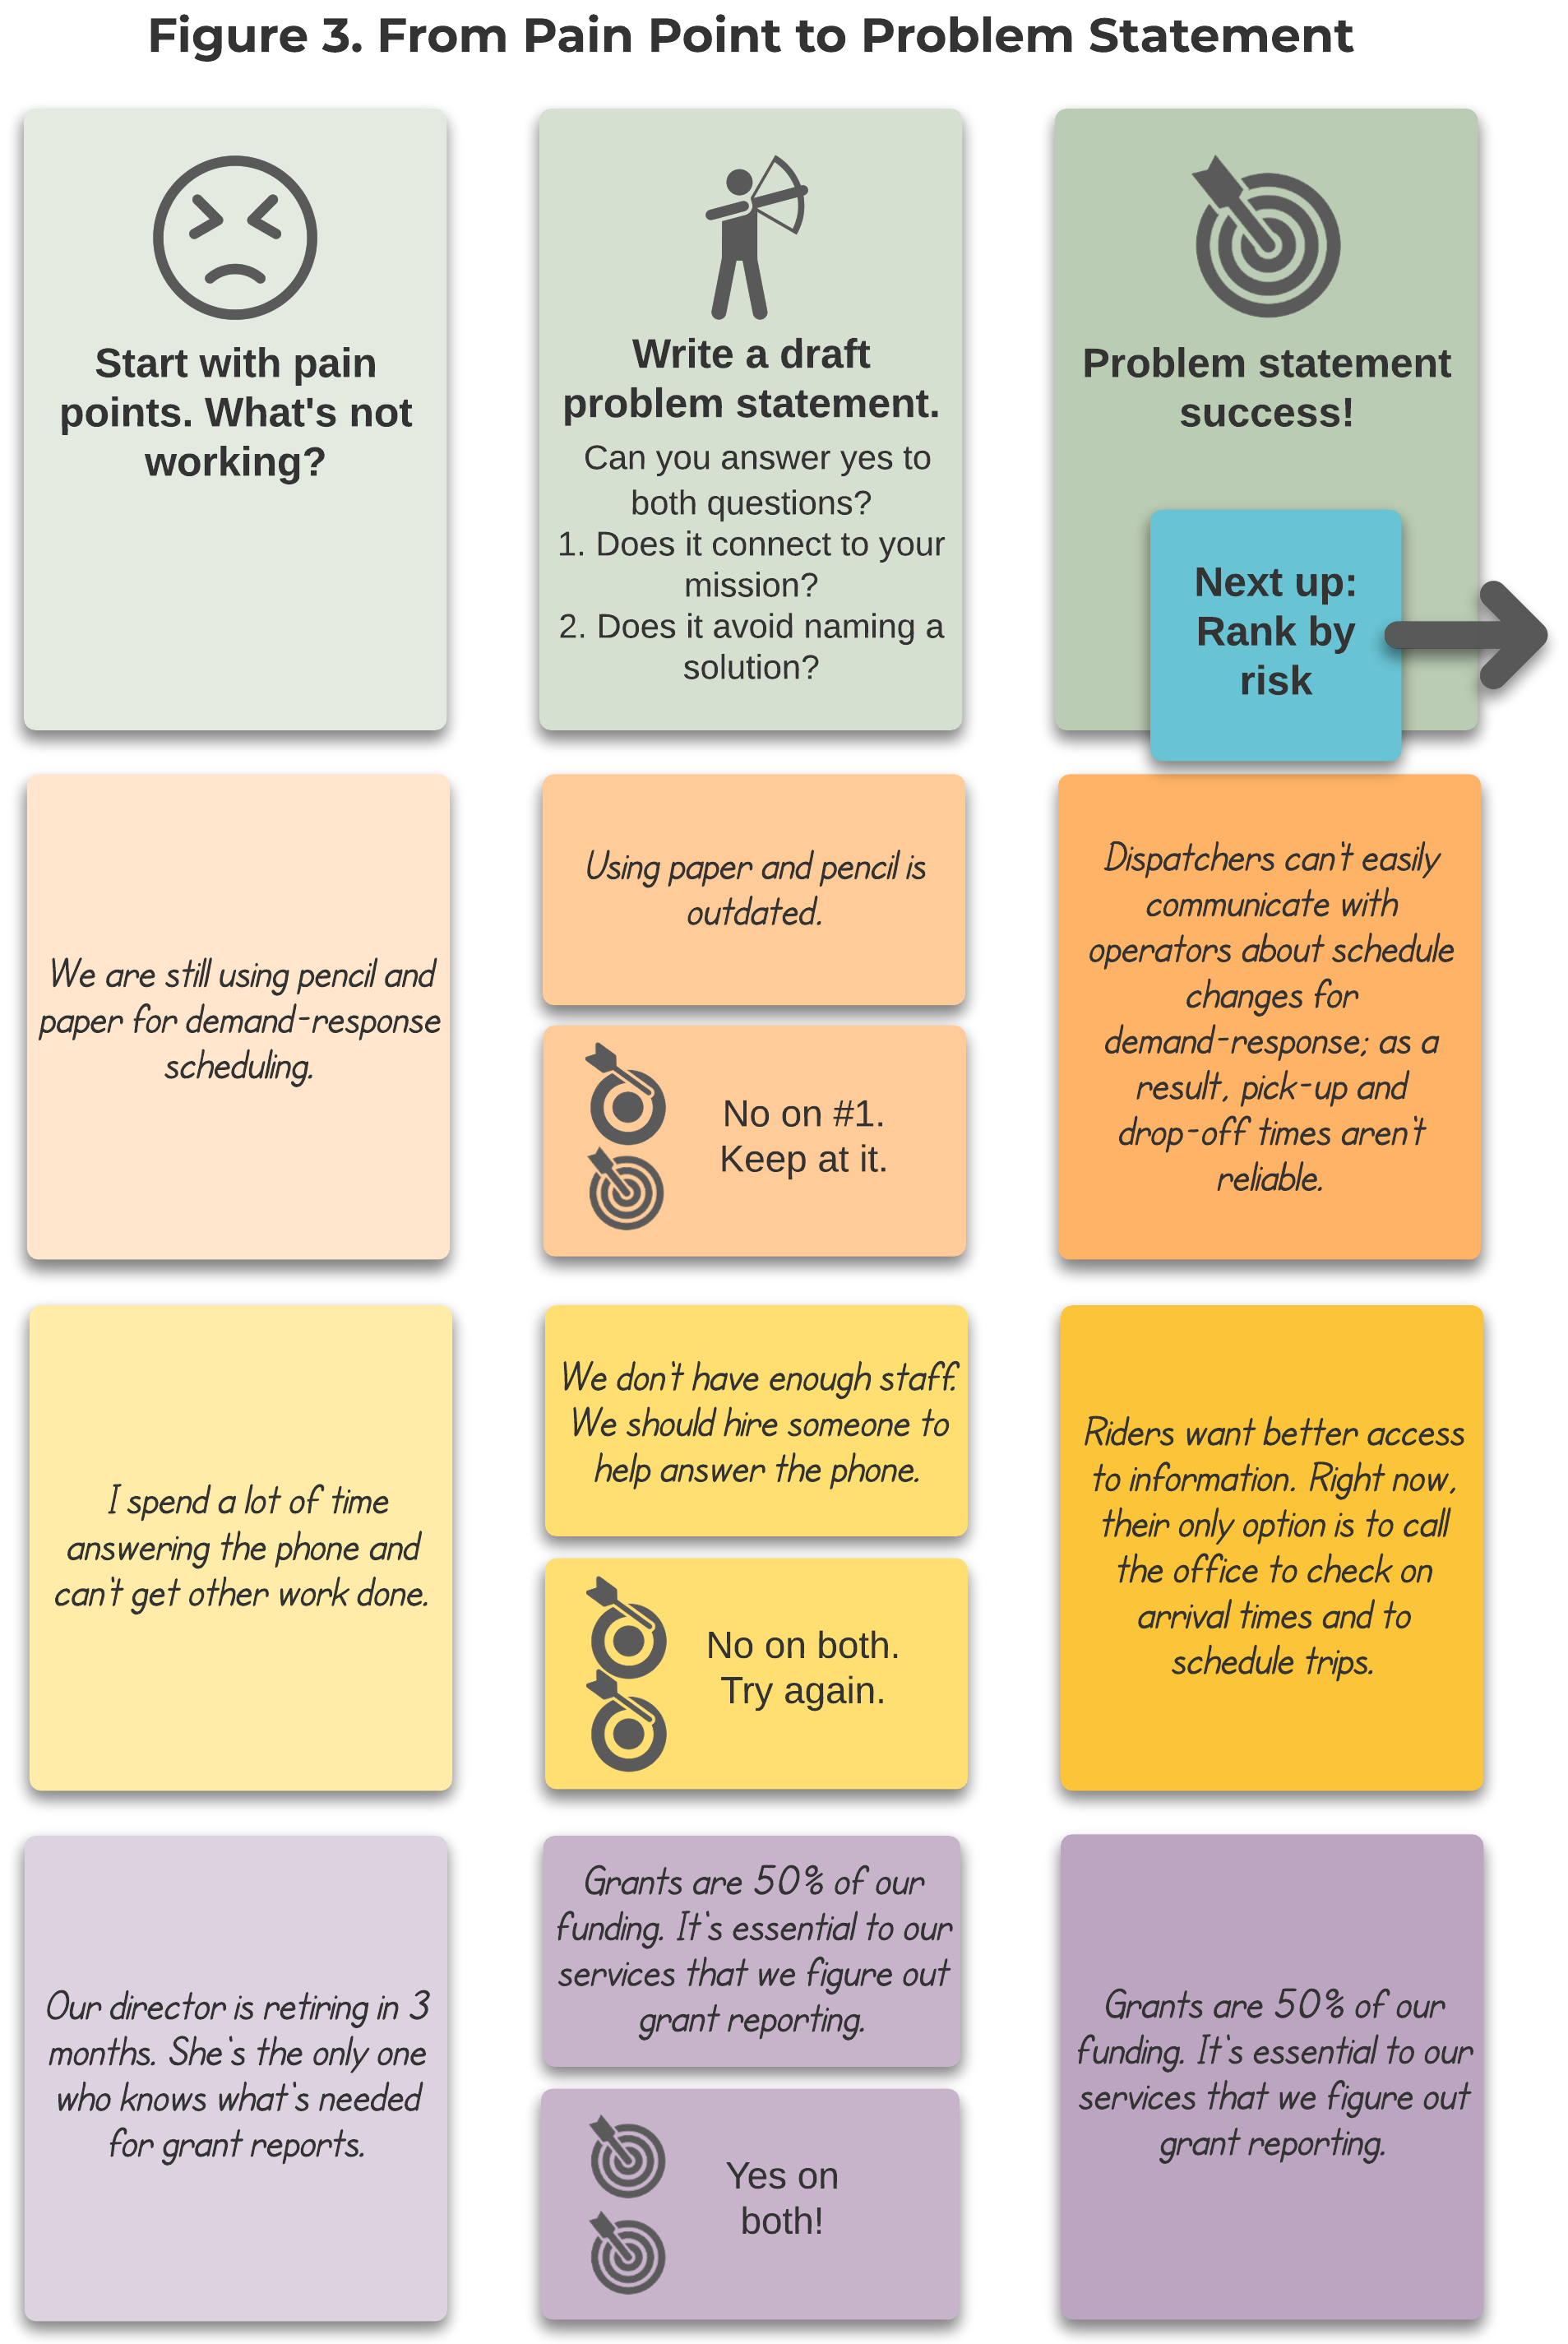 Figure 3. From Pain Point to Problem Statement
Start with pain
points. What's not
working?
Write a draft
problem statement.
Can you answer yes to
both questions?
1. Does it connect to your
mission?
2. Does it avoid naming a
solution?
Problem statement
success!
Next up:
Rank by
risk
We are still using pencil and
paper for demand-response
scheduling.
Using paper and pencil is
outdated.
No on #1.
Keep at it.
Dispatchers can't easily
communicate with
operators about schedule
changes for
demand-response; as a
result, pick-up and
drop-off times aren't
reliable.
I spend a lot of time
answering the phone and
can't get other work done.
We don't have enough staff.
We should hire someone to
help answer the phone.
No on both.
Try again.
Riders want better access
to information. Right now,
their only option is to call
the office to check on
arrival times and to
schedule trips.
Our director is retiring in 3
months. She's the only one
who knows what's needed
for grant reports.
Grants are 50% of our
funding. It's essential to our
services that we figure out
grant reporting.
Yes on
both!
Grants are 50% of our
funding. It's essential to our
services that we figure out
grant reporting.